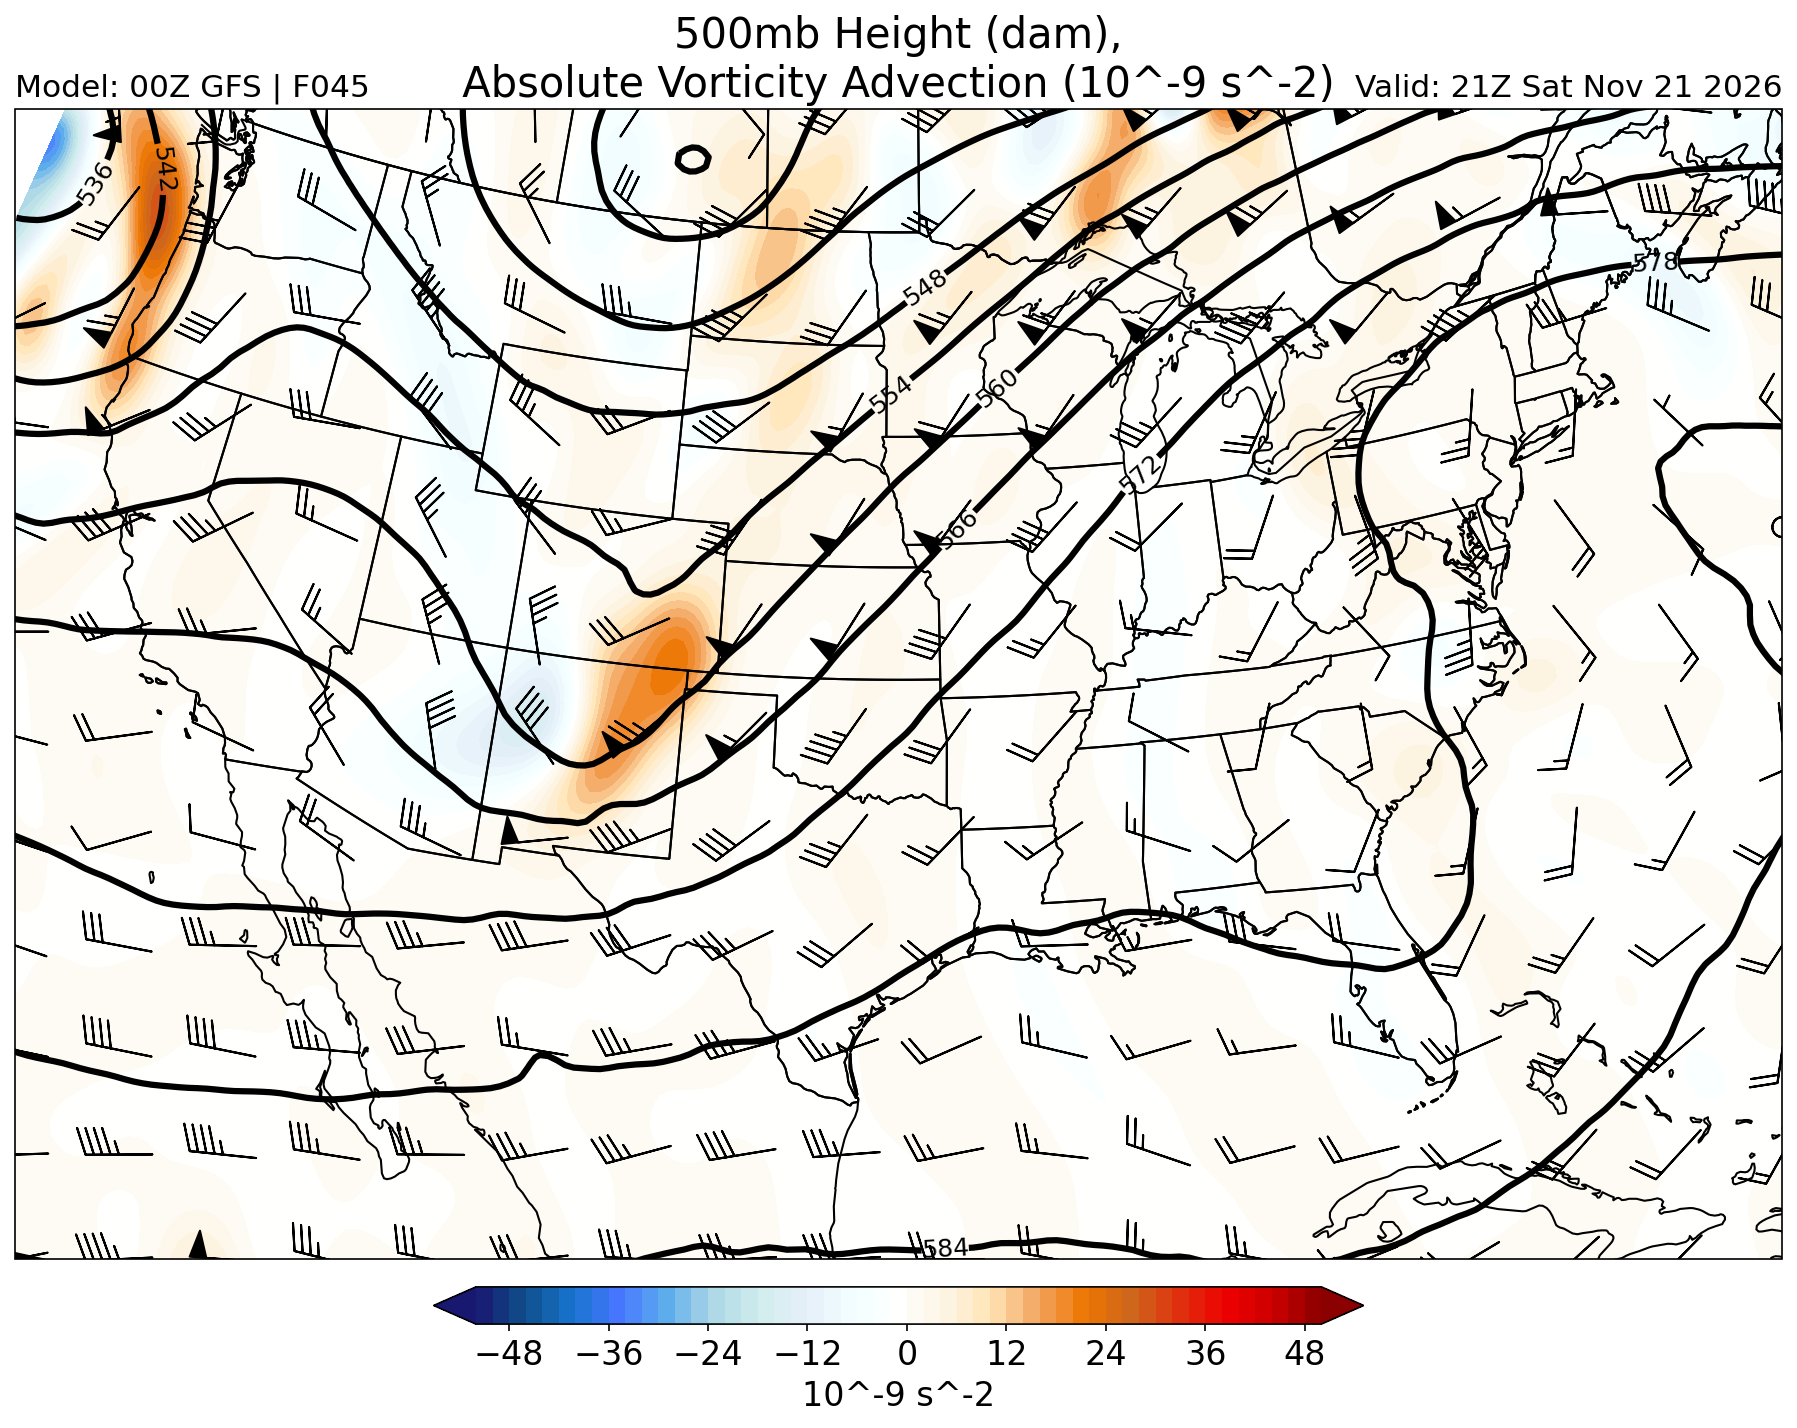 500mb Height (dam),
Model: 00Z GFS | F045
Absolute Vorticity Advection (10^-9 s^-2)
Valid: 21Z Sat Nov 21 2026
536
542
548
554
560
566
572
578
584
−48 −36 −24 −12 0 12 24 36 48
10^-9 s^-2